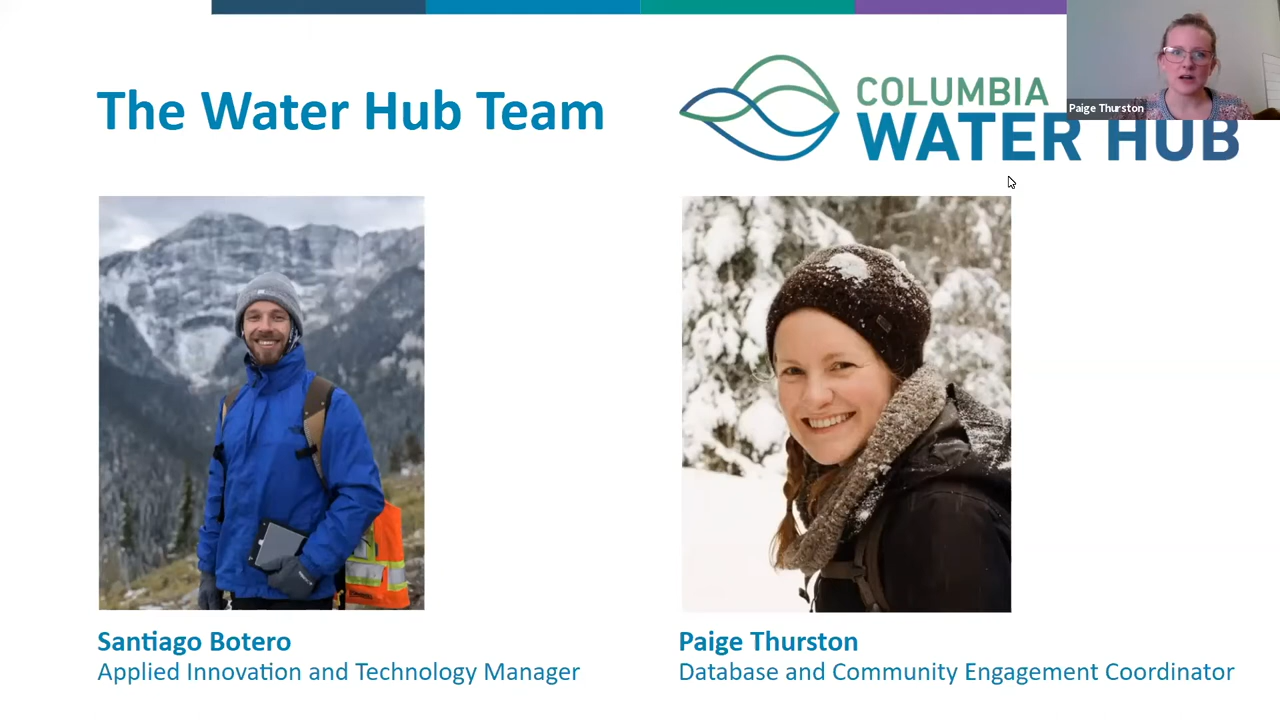 The Water Hub Team
COLUMBIA
WATER HUB
Paige Thurston
Santiago Botero
Applied Innovation and Technology Manager
Paige Thurston
Database and Community Engagement Coordinator